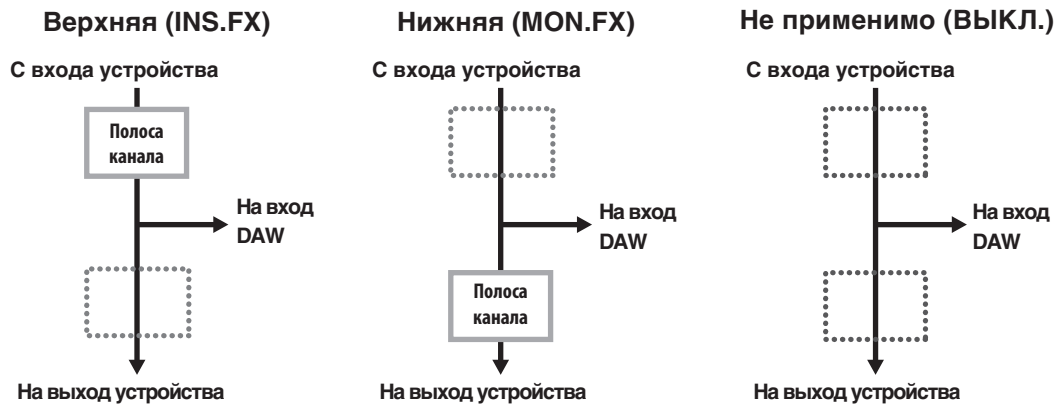 Верхняя (INS.FX)
С входа устройства
Полоса
канала
На вход
DAW
На выход устройства
Нижняя (MON.FX)
С входа устройства
На вход
DAW
Полоса
канала
На выход устройства
Не применимо (ВЫКЛ.)
С входа устройства
На вход
DAW
На выход устройства